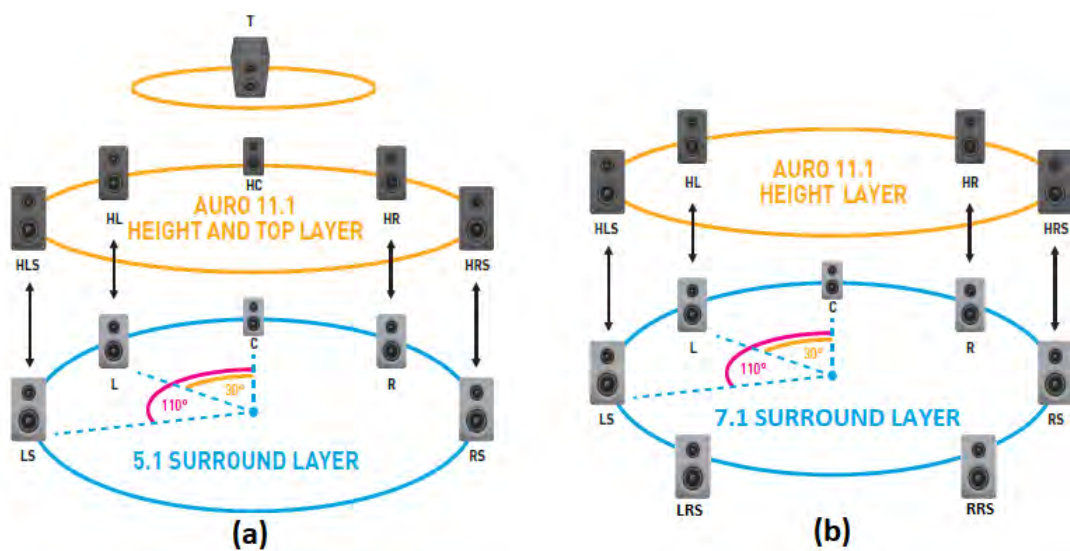 T
HC
AURO 11.1
HL
HR
HEIGHT AND TOP LAYER
HLS
HRS
C
L
R
30°
110°
LS
5.1 SURROUND LAYER
RS
(a)
AURO 11.1
HL
HR
HEIGHT LAYER
HLS
HRS
C
L
R
30°
110°
LS
7.1 SURROUND LAYER
RS
LRS
RRS
(b)